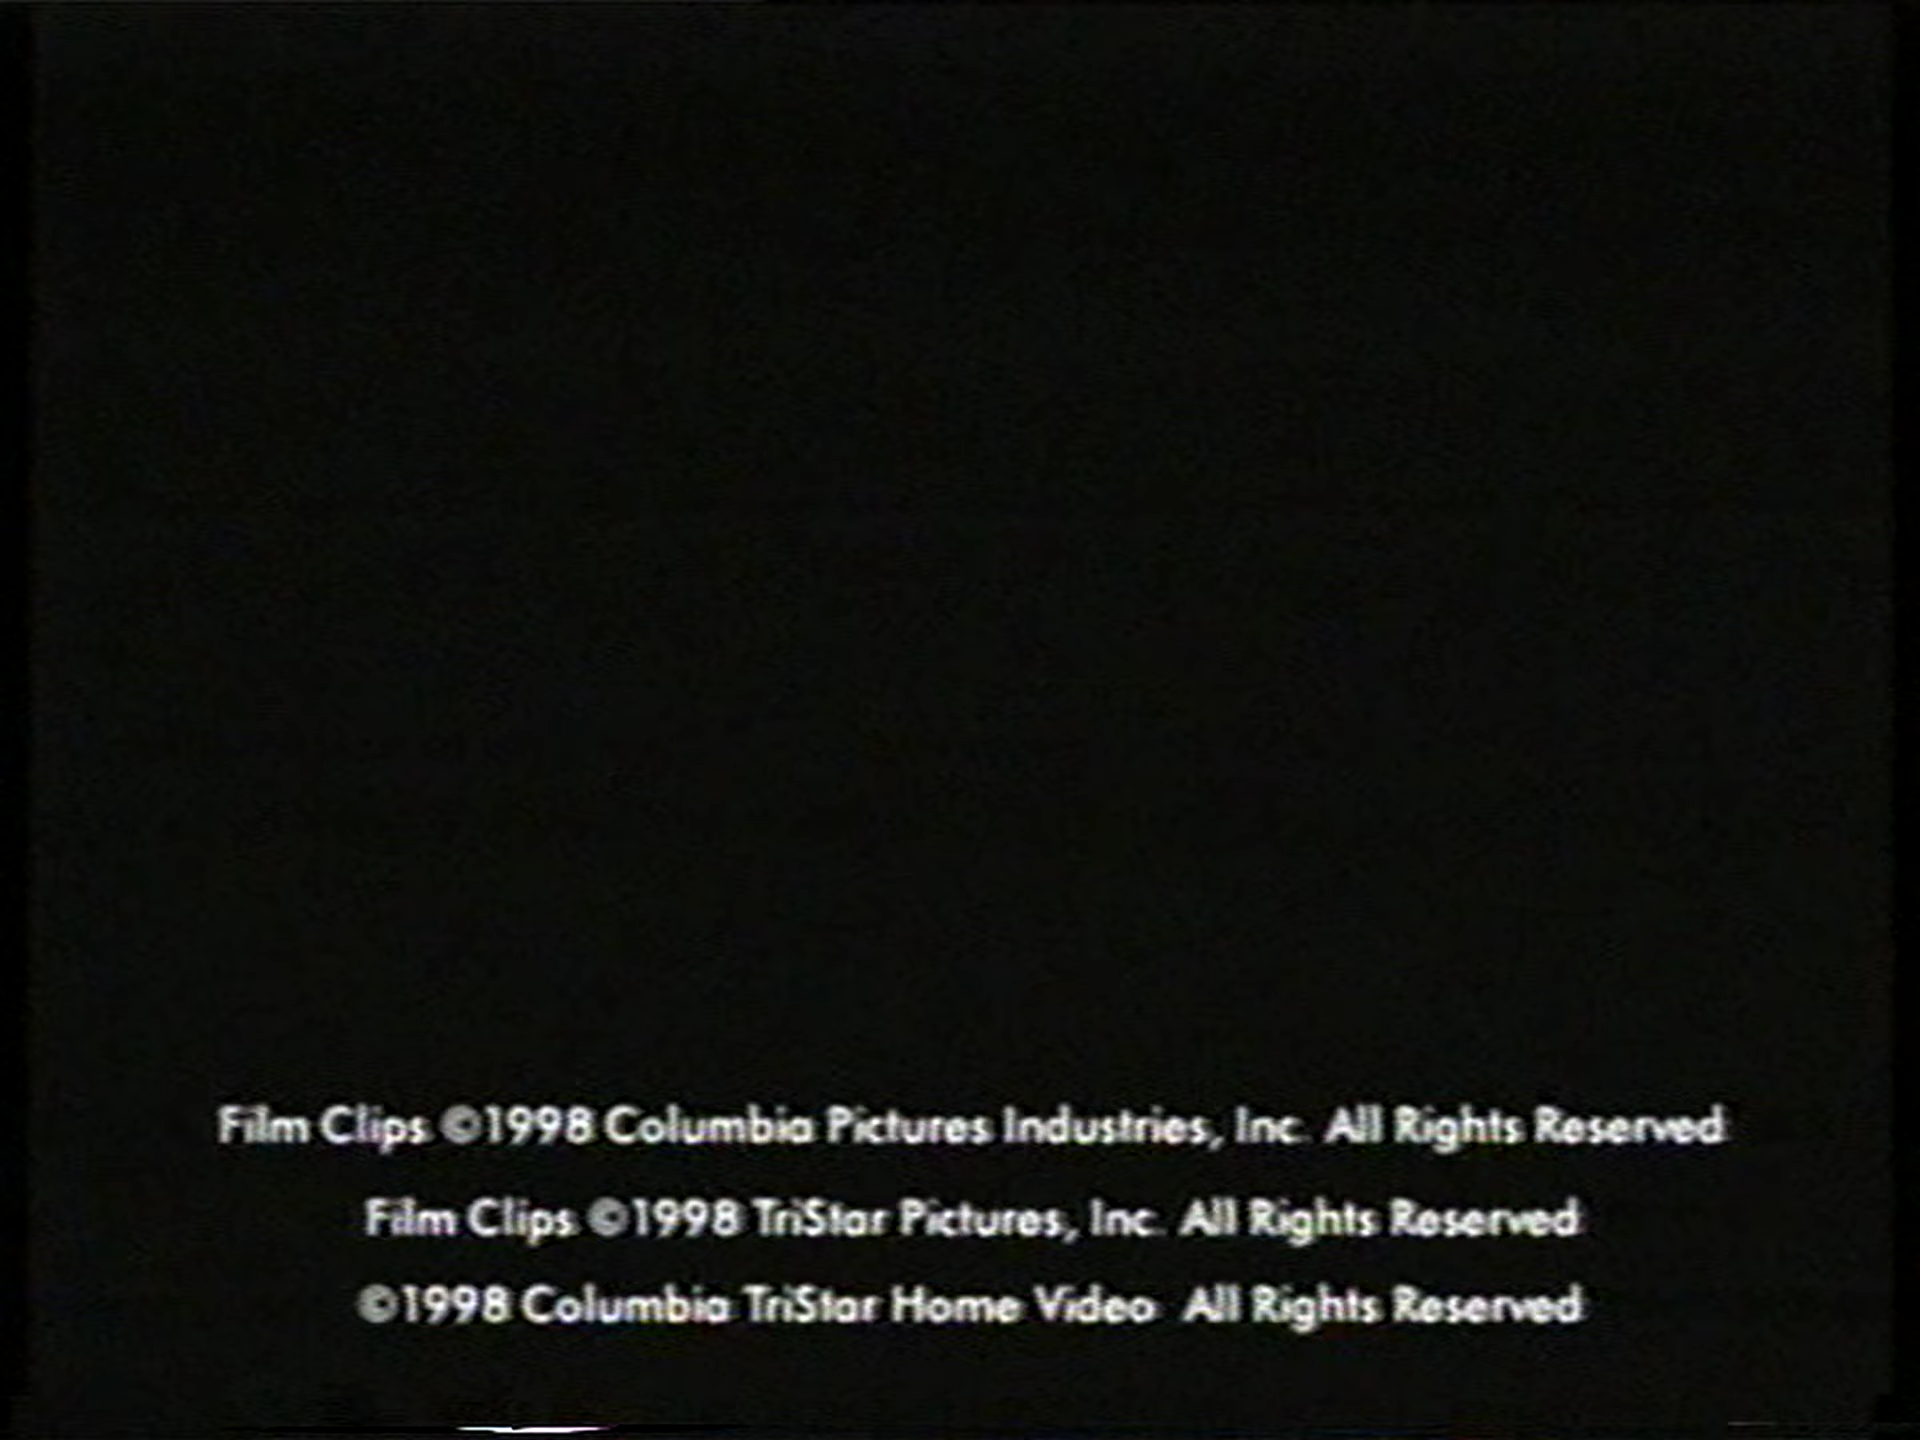 Film Clips ©1998 Columbia Pictures Industries, Inc. All Rights Reserved
Film Clips ©1998 TriStar Pictures, Inc. All Rights Reserved
©1998 Columbia TriStar Home Video All Rights Reserved